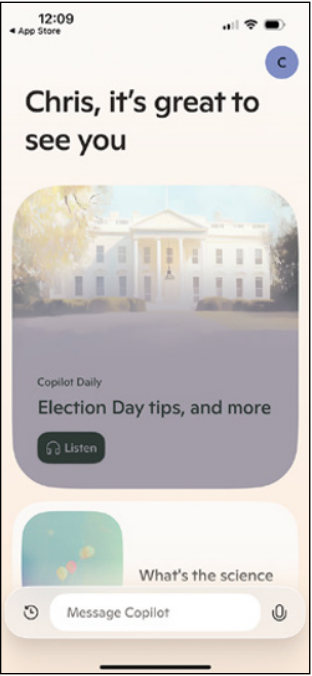 12:09
◀ App Store
C
Chris, it's great to
see you
Copilot Daily
Election Day tips, and more
Listen
What's the science
Message Copilot